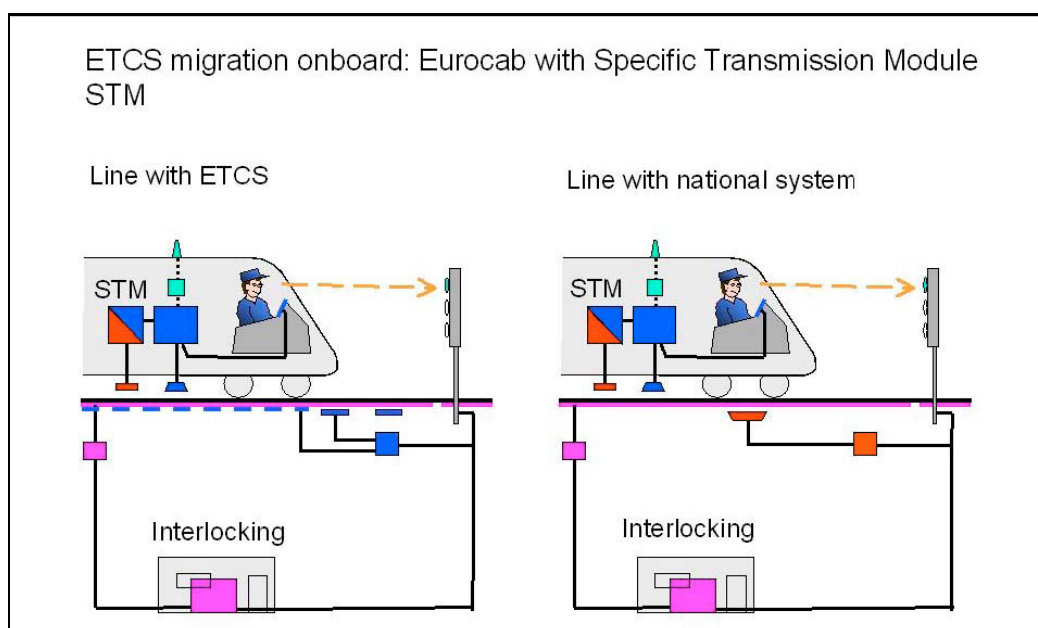 ETCS migration onboard: Eurocab with Specific Transmission Module
STM
Line with ETCS
Line with national system
STM
STM
Interlocking
Interlocking